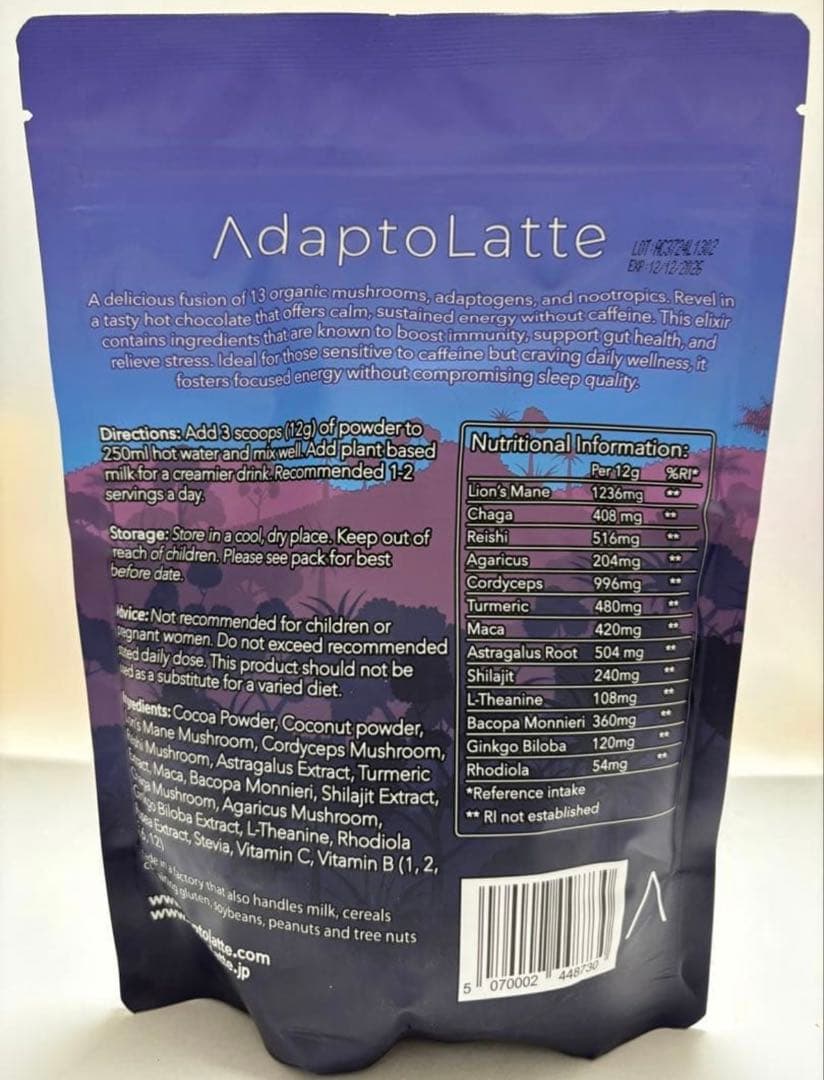 AdaptoLatte
LOT:AC3724L1302
EXP:12/12/2026
A delicious fusion of 13 organic mushrooms, adaptogens, and nootropics. Revel in
a tasty hot chocolate that offers calm, sustained energy without caffeine. This elixir
contains ingredients that are known to boost immunity, support gut health, and
relieve stress. Ideal for those sensitive to caffeine but craving daily wellness, it
fosters focused energy without compromising sleep quality.
Directions: Add 3 scoops (12g) of powder to
250ml hot water and mix well. Add plant based
milk for a creamier drink. Recommended 1-2
servings a day.
Storage: Store in a cool, dry place. Keep out of
reach of children. Please see pack for best
before date.
Not recommended for children or
women. Do not exceed recommended
daily dose. This product should not be
as a substitute for a varied diet.
Cocoa Powder, Coconut powder,
Mane Mushroom, Cordyceps Mushroom,
Mushroom, Astragalus Extract, Turmeric
Maca, Bacopa Monnieri, Shilajit Extract,
Mushroom, Agaricus Mushroom,
Biloba Extract, L-Theanine, Rhodiola
Extract, Stevia, Vitamin C, Vitamin B (1, 2,
12)
in a factory that also handles milk, cereals
gluten, soybeans, peanuts and tree nuts
Nutritional Information:
Per 12g %RI*
Lion's Mane 1236mg **
Chaga 408 mg **
Reishi 516mg **
Agaricus 204mg **
Cordyceps 996mg **
Turmeric 480mg **
Maca 420mg **
Astragalus Root 504 mg **
Shilajit 240mg **
L-Theanine 108mg **
Bacopa Monnieri 360mg **
Ginkgo Biloba 120mg **
Rhodiola 54mg **
*Reference intake
** RI not established
5 070002 448730